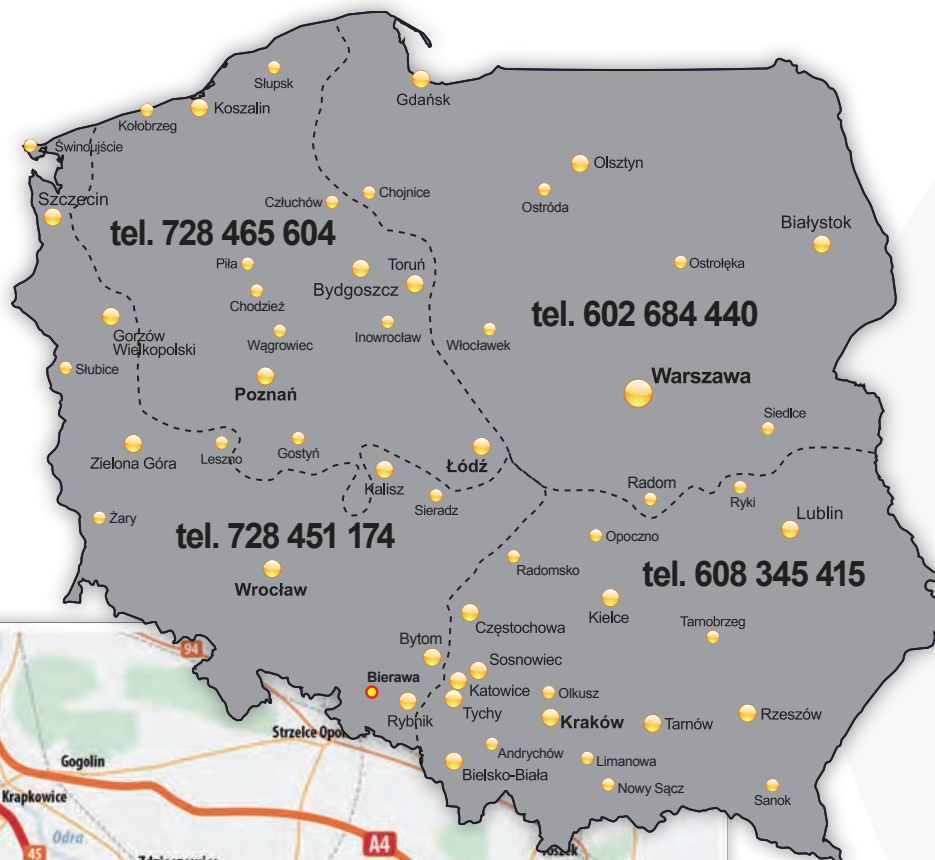 Słupsk
Gdańsk
Koszalin
Kołobrzeg
Świnoujście
Olsztyn
Szczecin
Człuchów
Chojnice
Ostróda
Białystok
tel. 728 465 604
Piła
Toruń
Ostrołęka
Bydgoszcz
Chodzież
tel. 602 684 440
Gorzów
Wielkopolski
Wągrowiec
Inowrocław
Włocławek
Słubice
Warszawa
Poznań
Siedlce
Zielona Góra
Leszno
Gostyń
Łódź
Kalisz
Sieradz
Radom
Ryki
Lublin
Żary
tel. 728 451 174
Opoczno
Radomsko
tel. 608 345 415
Wrocław
Kielce
Częstochowa
Tarnobrzeg
Bytom
94
Sosnowiec
Bierawa
Katowice
Olkusz
Rybnik
Tychy
Kraków
Tarnów
Rzeszów
Strzelce Opo
Andrychów
Limanowa
Gogolin
Bielsko-Biała
Nowy Sącz
Sanok
Krapkowice
Odra
A4
45